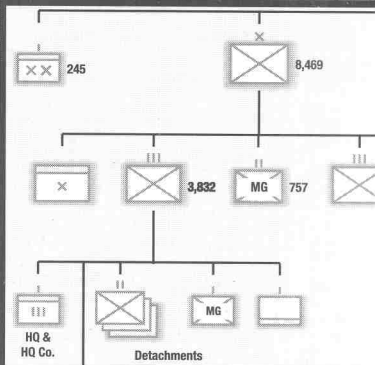 245
8,469
3,832
MG
757
MG
HQ &
HQ Co.
Detachments